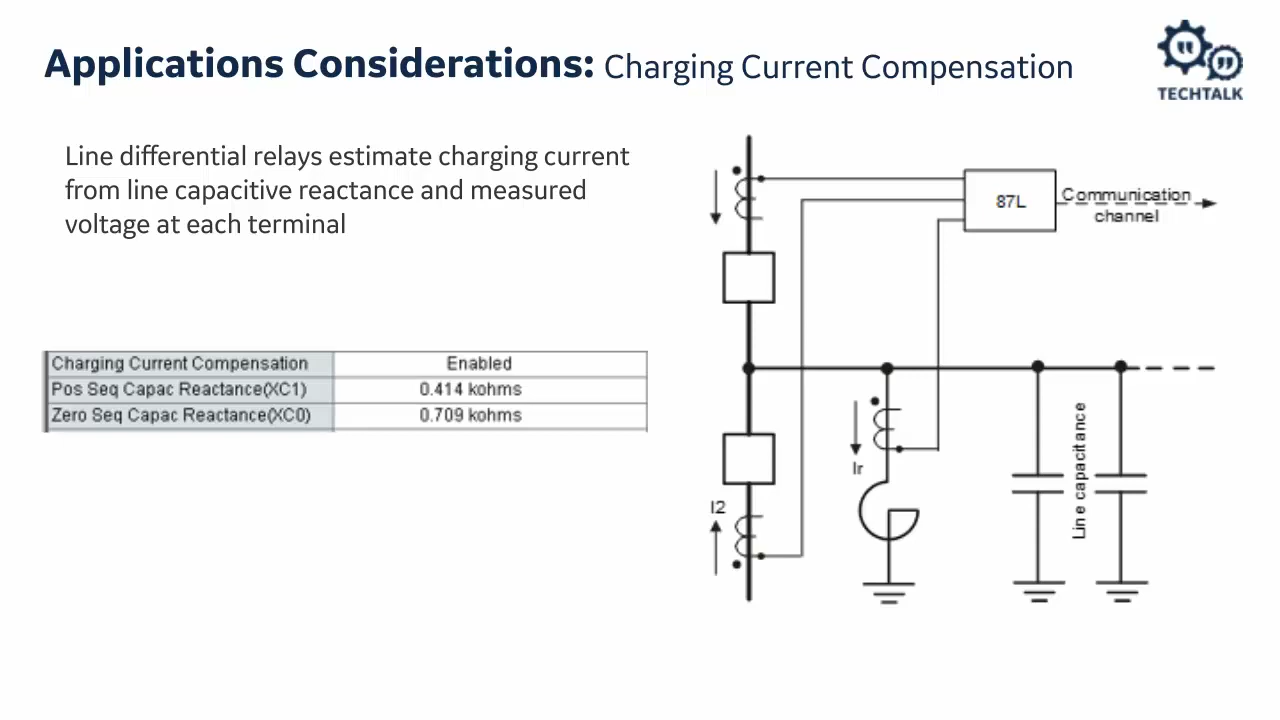 Applications Considerations: Charging Current Compensation
TECHTALK
Line differential relays estimate charging current
from line capacitive reactance and measured
voltage at each terminal
Charging Current Compensation Enabled
Pos Seq Capac Reactance(XC1) 0.414 kohms
Zero Seq Capac Reactance(XC0) 0.709 kohms
87L
Communication
channel
Ir
I2
Line capacitance